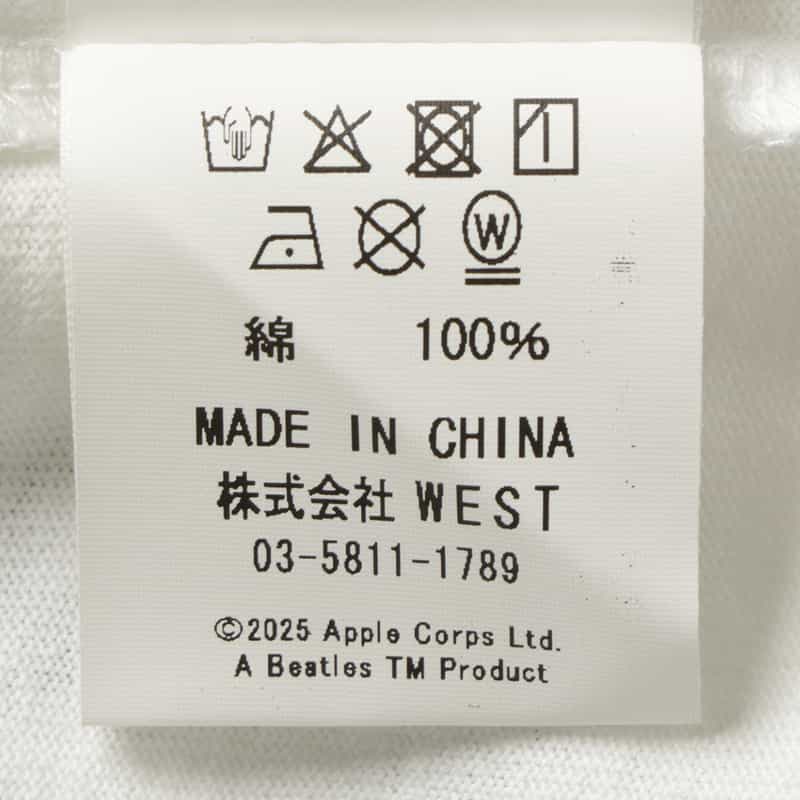 W
綿 100%
MADE IN CHINA
株式会社 WEST
03-5811-1789
©2025 Apple Corps Ltd.
A Beatles TM Product